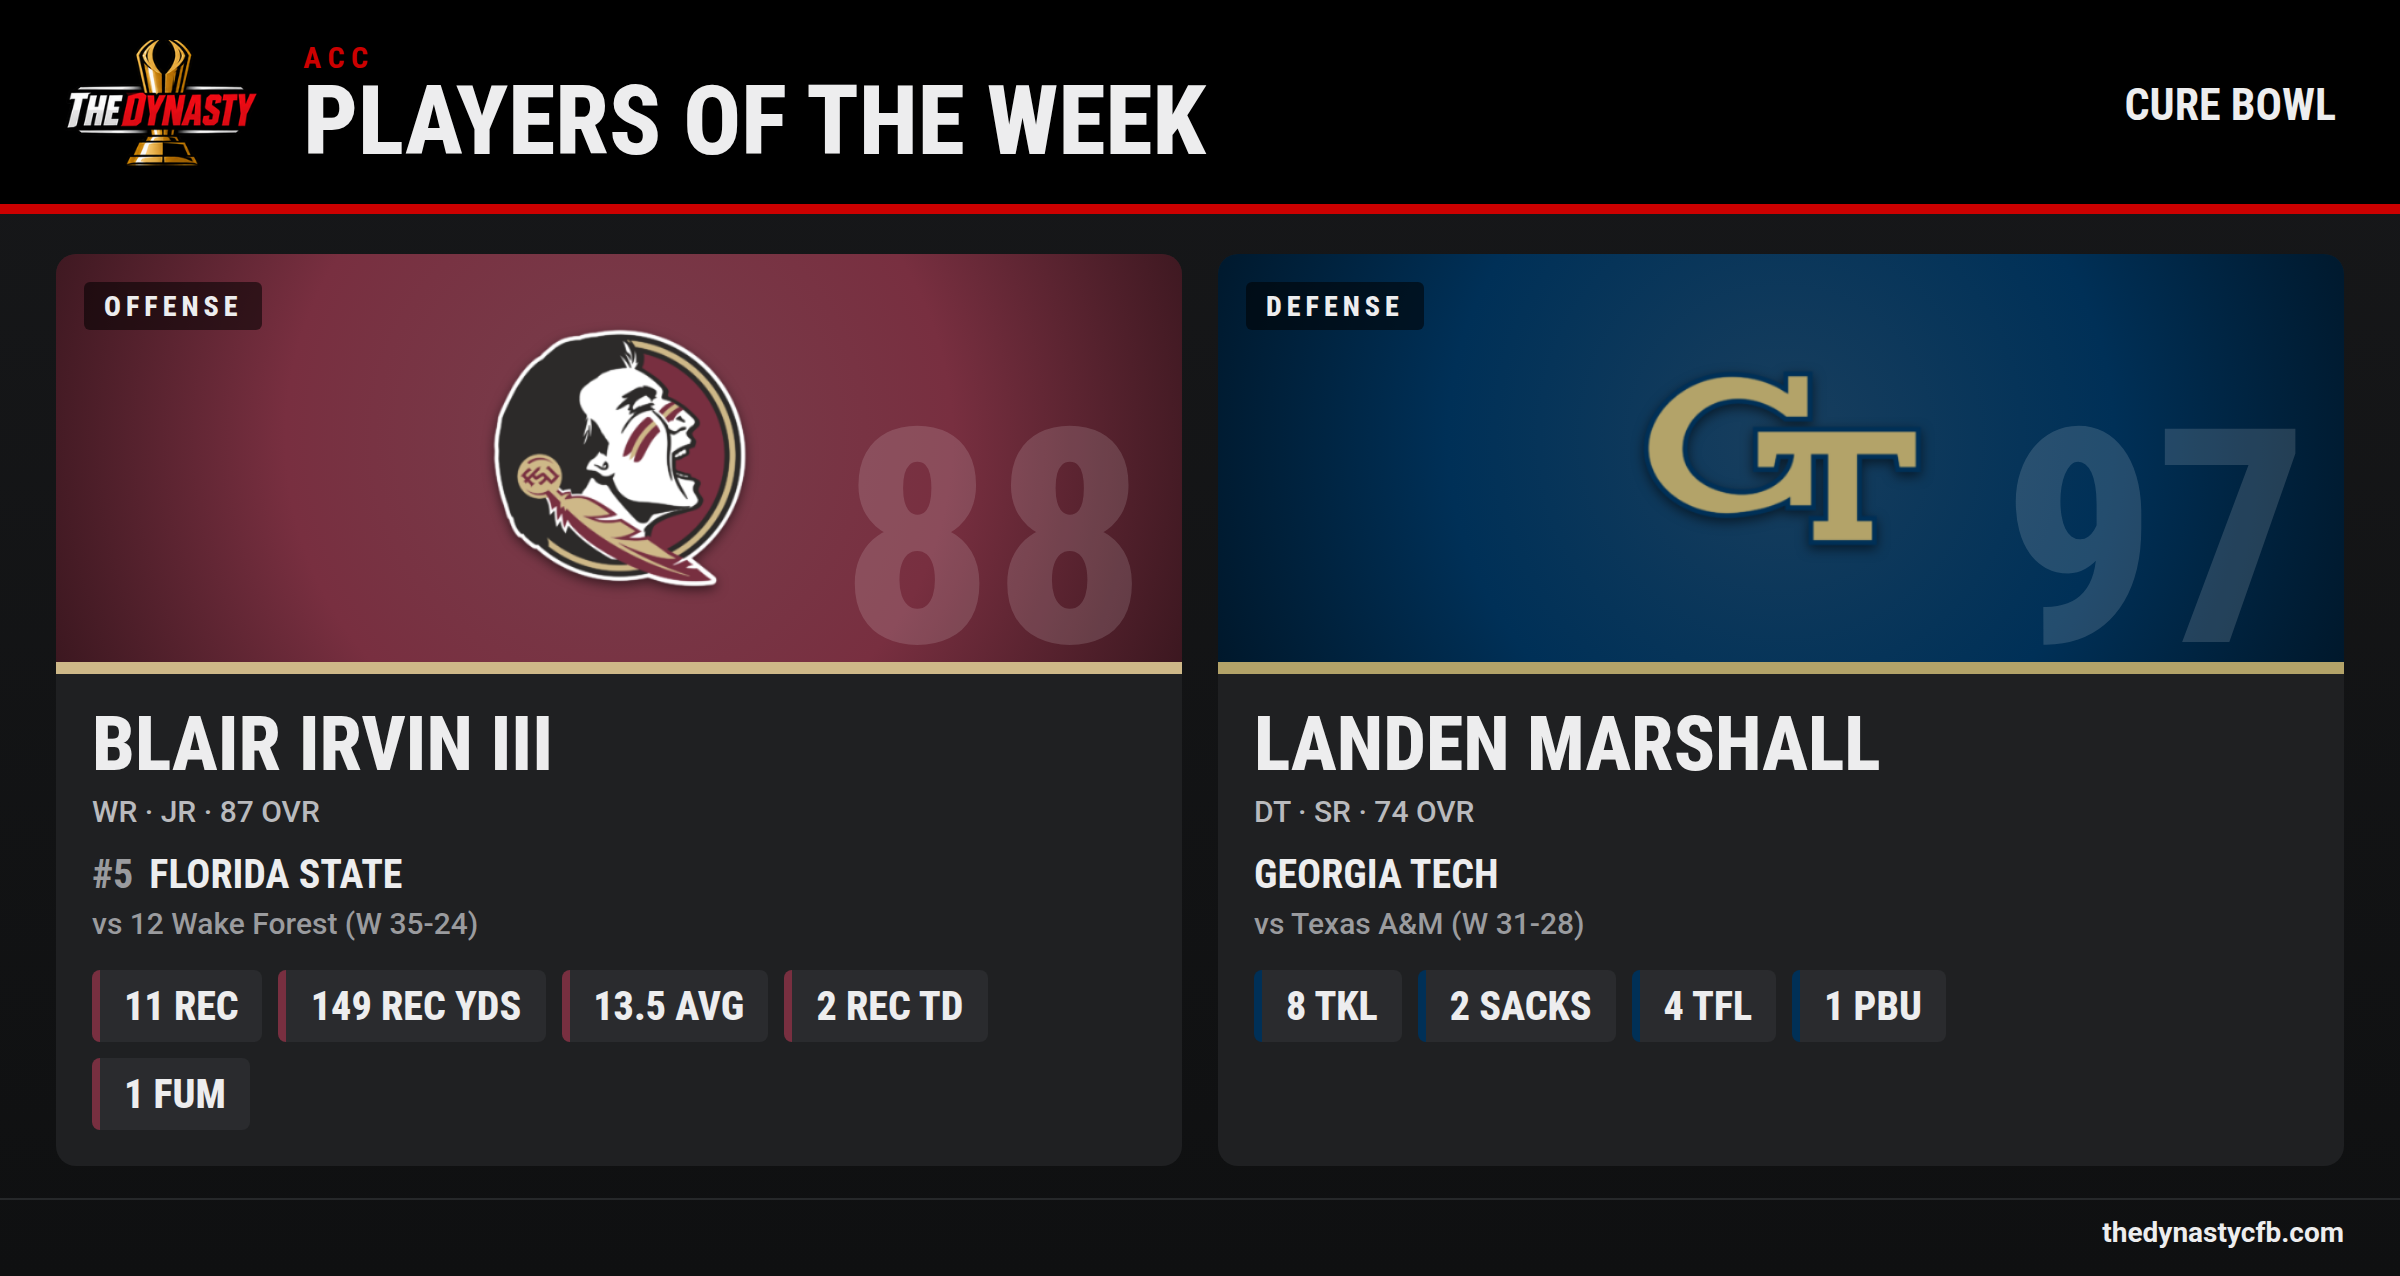 THE DYNASTY
ACC
PLAYERS OF THE WEEK
CURE BOWL
OFFENSE
88
BLAIR IRVIN III
WR · JR · 87 OVR
#5 FLORIDA STATE
vs 12 Wake Forest (W 35-24)
11 REC
149 REC YDS
13.5 AVG
2 REC TD
1 FUM
DEFENSE
GT
97
LANDEN MARSHALL
DT · SR · 74 OVR
GEORGIA TECH
vs Texas A&M (W 31-28)
8 TKL
2 SACKS
4 TFL
1 PBU
thedynastycfb.com